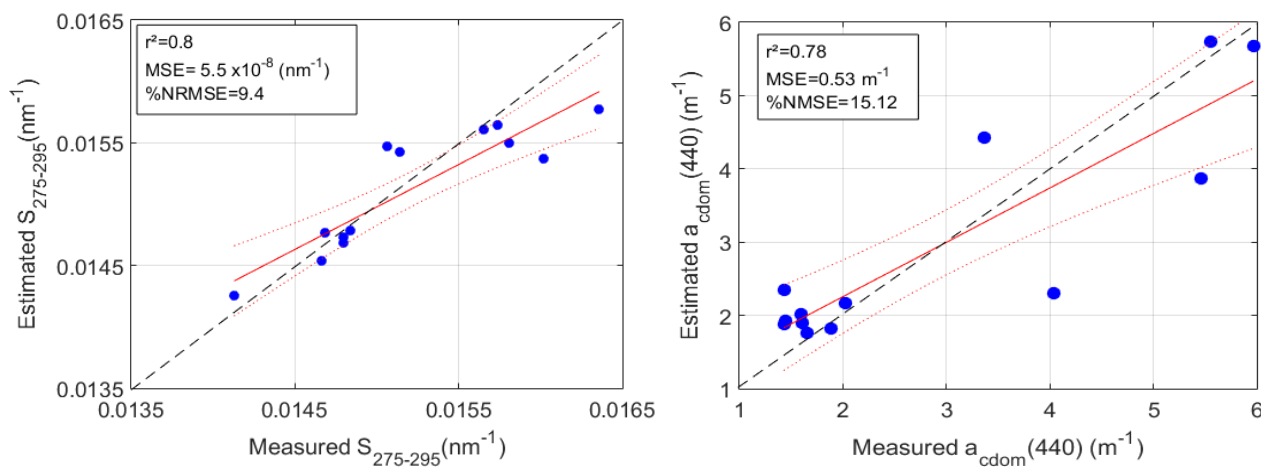 r²=0.8
MSE= 5.5 x10⁻⁸ (nm⁻¹)
%NRMSE=9.4
0.0165
0.0155
0.0145
0.0135
Estimated S₂₇₅₋₂₉₅(nm⁻¹)
0.0135 0.0145 0.0155 0.0165
Measured S₂₇₅₋₂₉₅(nm⁻¹)
r²=0.78
MSE=0.53 m⁻¹
%NMSE=15.12
6
5
4
3
2
1
Estimated a_cdom(440) (m⁻¹)
1 2 3 4 5 6
Measured a_cdom(440) (m⁻¹)